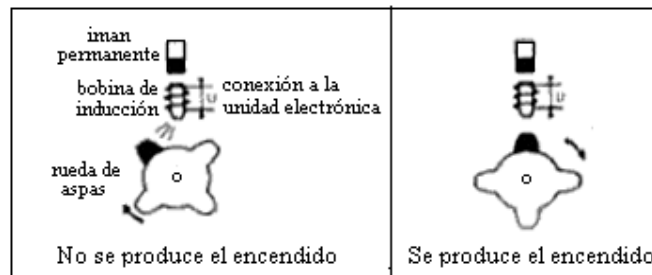 iman
permanente
bobina de
inducción
conexión a la
unidad electrónica
U
rueda de
aspas
No se produce el encendido
U
Se produce el encendido